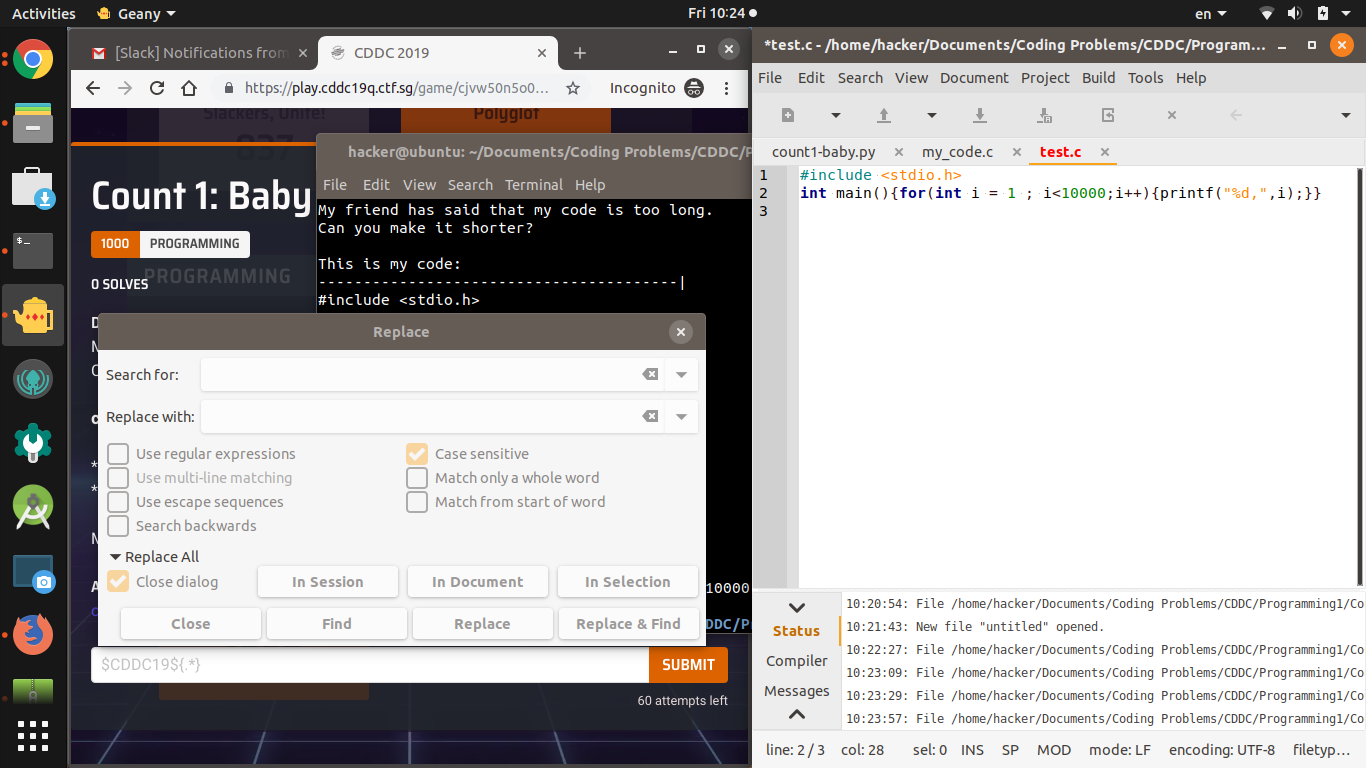 Activities
Geany
Fri 10:24
en
[Slack] Notifications from
CDDC 2019
https://play.cddc19q.ctf.sg/game/cjvw50n5o0...
Incognito
Slackers, Unite!
837
Polyglot
Count 1: Baby
1000 PROGRAMMING
PROGRAMMING
0 SOLVES
hacker@ubuntu: ~/Documents/Coding Problems/CDDC/P
File Edit View Search Terminal Help
My friend has said that my code is too long.
Can you make it shorter?
This is my code:
----------------------------------------|
#include <stdio.h>
10000
DDC/P
Replace
Search for:
Replace with:
Use regular expressions
Case sensitive
Use multi-line matching
Match only a whole word
Use escape sequences
Match from start of word
Search backwards
Replace All
Close dialog
In Session
In Document
In Selection
Close
Find
Replace
Replace & Find
$CDDC19${.*}
SUBMIT
60 attempts left
*test.c - /home/hacker/Documents/Coding Problems/CDDC/Program...
File Edit Search View Document Project Build Tools Help
count1-baby.py
my_code.c
test.c
1 #include <stdio.h>
2 int main(){for(int i = 1 ; i<10000;i++){printf("%d,",i);}}
3
Status
Compiler
Messages
10:20:54: File /home/hacker/Documents/Coding Problems/CDDC/Programming1/Co
10:21:43: New file "untitled" opened.
10:22:27: File /home/hacker/Documents/Coding Problems/CDDC/Programming1/Co
10:23:09: File /home/hacker/Documents/Coding Problems/CDDC/Programming1/Co
10:23:29: File /home/hacker/Documents/Coding Problems/CDDC/Programming1/Co
10:23:57: File /home/hacker/Documents/Coding Problems/CDDC/Programming1/Co
line: 2 / 3 col: 28 sel: 0 INS SP MOD mode: LF encoding: UTF-8 filetyp...